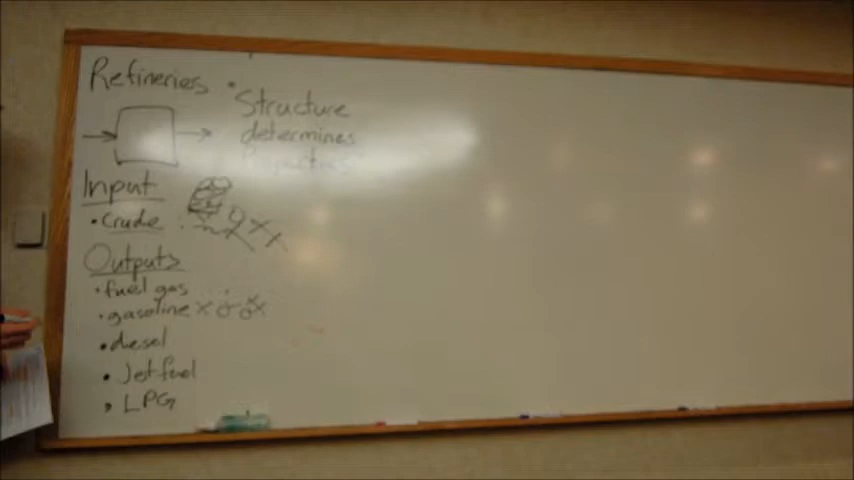 Refineries
• Structure
determines
Input
• crude
Outputs
• fuel gas
• gasoline
• diesel
• Jet fuel
• LPG